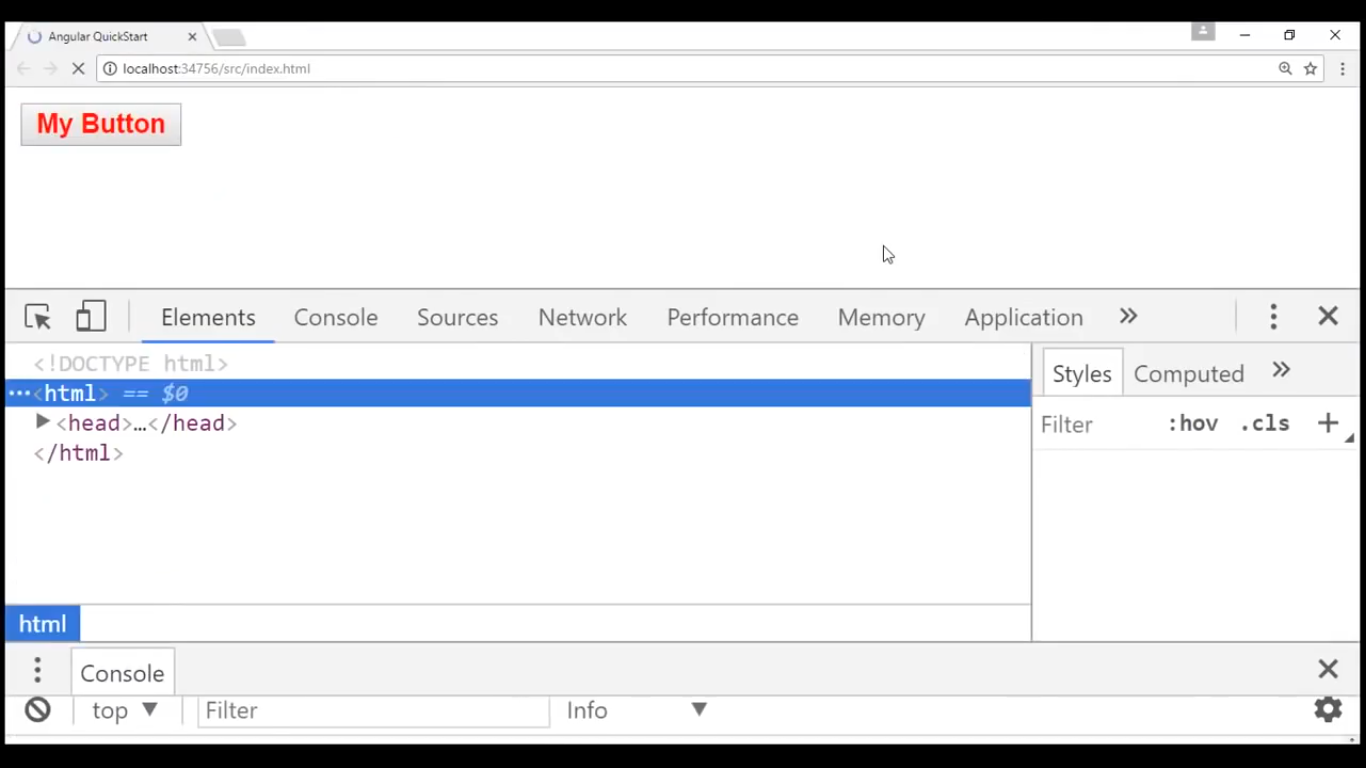 Angular QuickStart
localhost:34756/src/index.html
My Button
Elements Console Sources Network Performance Memory Application »
<!DOCTYPE html>
…<html> == $0
<head>…</head>
</html>
Styles Computed »
Filter :hov .cls +
html
Console
top Filter Info